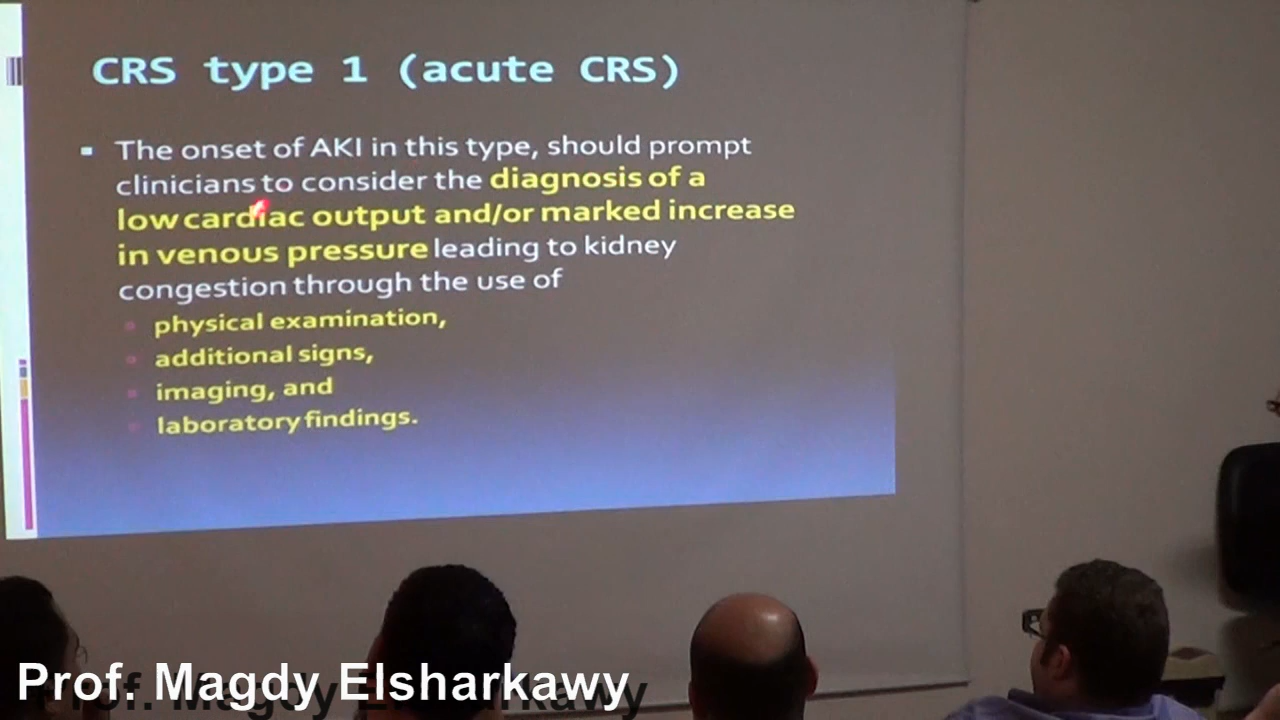 CRS type 1 (acute CRS)
The onset of AKI in this type, should prompt
clinicians to consider the diagnosis of a
low cardiac output and/or marked increase
in venous pressure leading to kidney
congestion through the use of
physical examination,
additional signs,
imaging, and
laboratory findings.
Prof. Magdy Elsharkawy